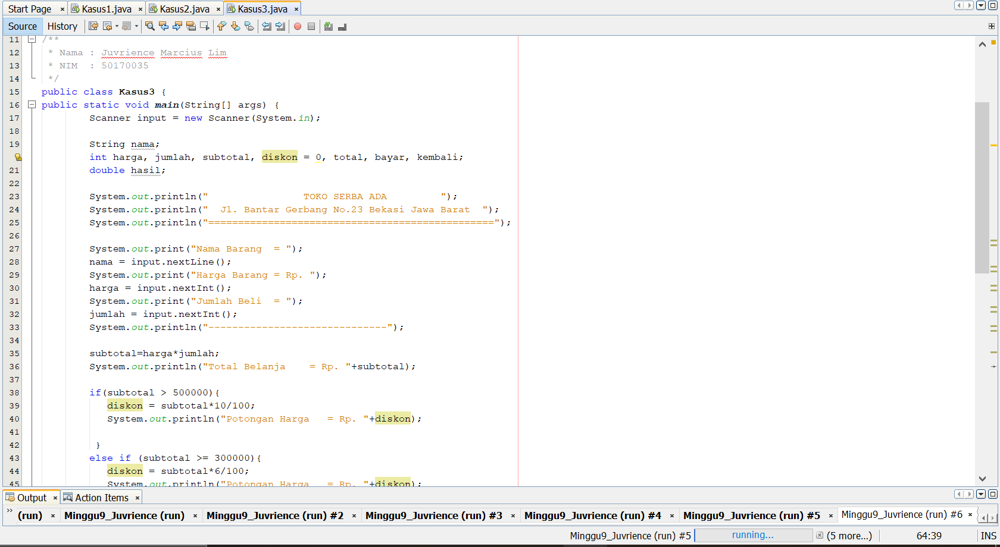 Start Page × Kasus1.java × Kasus2.java × Kasus3.java ×
Source History
11 /**
12 * Nama : Juvrience Marcius Lim
13 * NIM : 50170035
14 */
15 public class Kasus3 {
16 public static void main(String[] args) {
17 Scanner input = new Scanner(System.in);
18
19 String nama;
int harga, jumlah, subtotal, diskon = 0, total, bayar, kembali;
21 double hasil;
22
23 System.out.println("                TOKO SERBA ADA         ");
24 System.out.println("  Jl. Bantar Gerbang No.23 Bekasi Jawa Barat  ");
25 System.out.println("================================================");
26
27 System.out.print("Nama Barang  = ");
28 nama = input.nextLine();
29 System.out.print("Harga Barang = Rp. ");
30 harga = input.nextInt();
31 System.out.print("Jumlah Beli  = ");
32 jumlah = input.nextInt();
33 System.out.println("------------------------------");
34
35 subtotal=harga*jumlah;
36 System.out.println("Total Belanja    = Rp. "+subtotal);
37
38 if(subtotal > 500000){
39 diskon = subtotal*10/100;
40 System.out.println("Potongan Harga   = Rp. "+diskon);
41
42 }
43 else if (subtotal >= 300000){
44 diskon = subtotal*6/100;
45 System.out.println("Potongan Harga   = Rp. "+diskon);
Output × Action Items ×
(run) × Minggu9_Juvrience (run) × Minggu9_Juvrience (run) #2 × Minggu9_Juvrience (run) #3 × Minggu9_Juvrience (run) #4 × Minggu9_Juvrience (run) #5 × Minggu9_Juvrience (run) #6 ×
Minggu9_Juvrience (run) #5 running... (5 more...) 64:39 INS